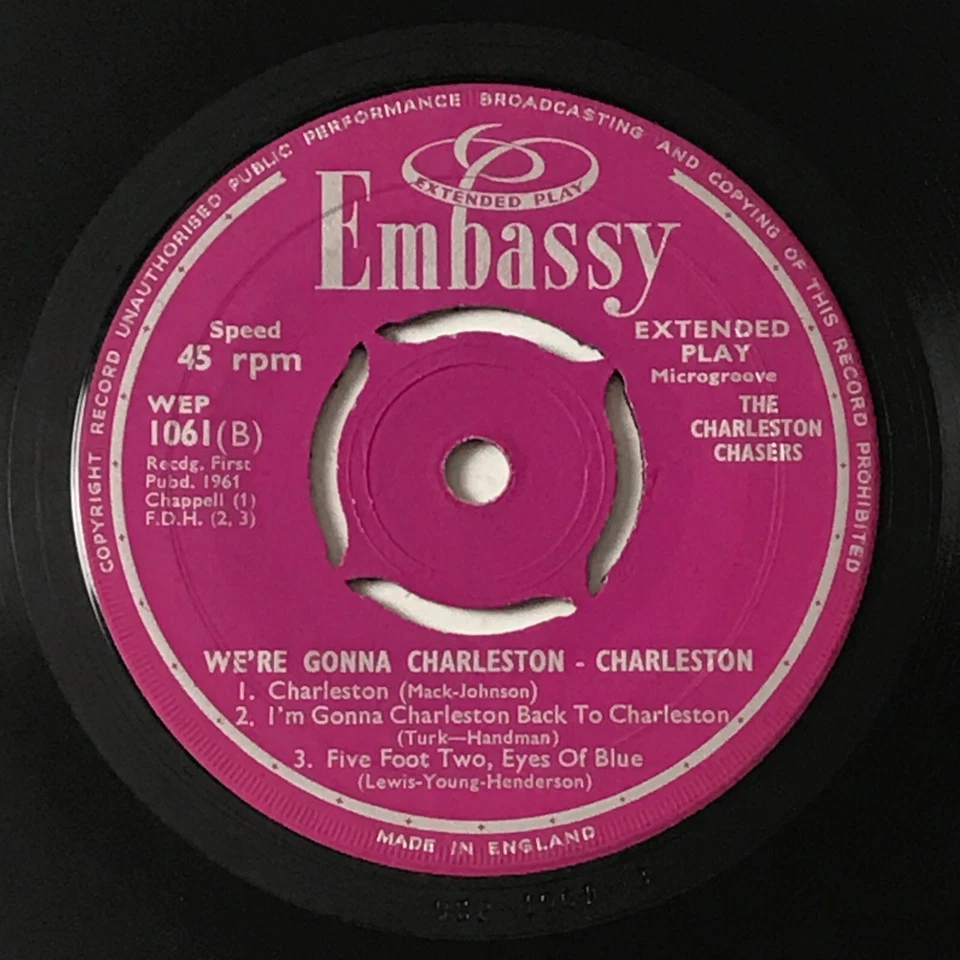 COPYRIGHT RECORD UNAUTHORISED PUBLIC PERFORMANCE BROADCASTING AND COPYING OF THIS RECORD PROHIBITED
EXTENDED PLAY
Embassy
Speed
45 rpm
EXTENDED
PLAY
Microgroove
WEP
1061(B)
Recdg. First
Pubd. 1961
Chappell (1)
F.D.H. (2, 3)
THE
CHARLESTON
CHASERS
WE'RE GONNA CHARLESTON - CHARLESTON
1. Charleston (Mack-Johnson)
2. I'm Gonna Charleston Back To Charleston
(Turk—Handman)
3. Five Foot Two, Eyes Of Blue
(Lewis-Young-Henderson)
MADE IN ENGLAND